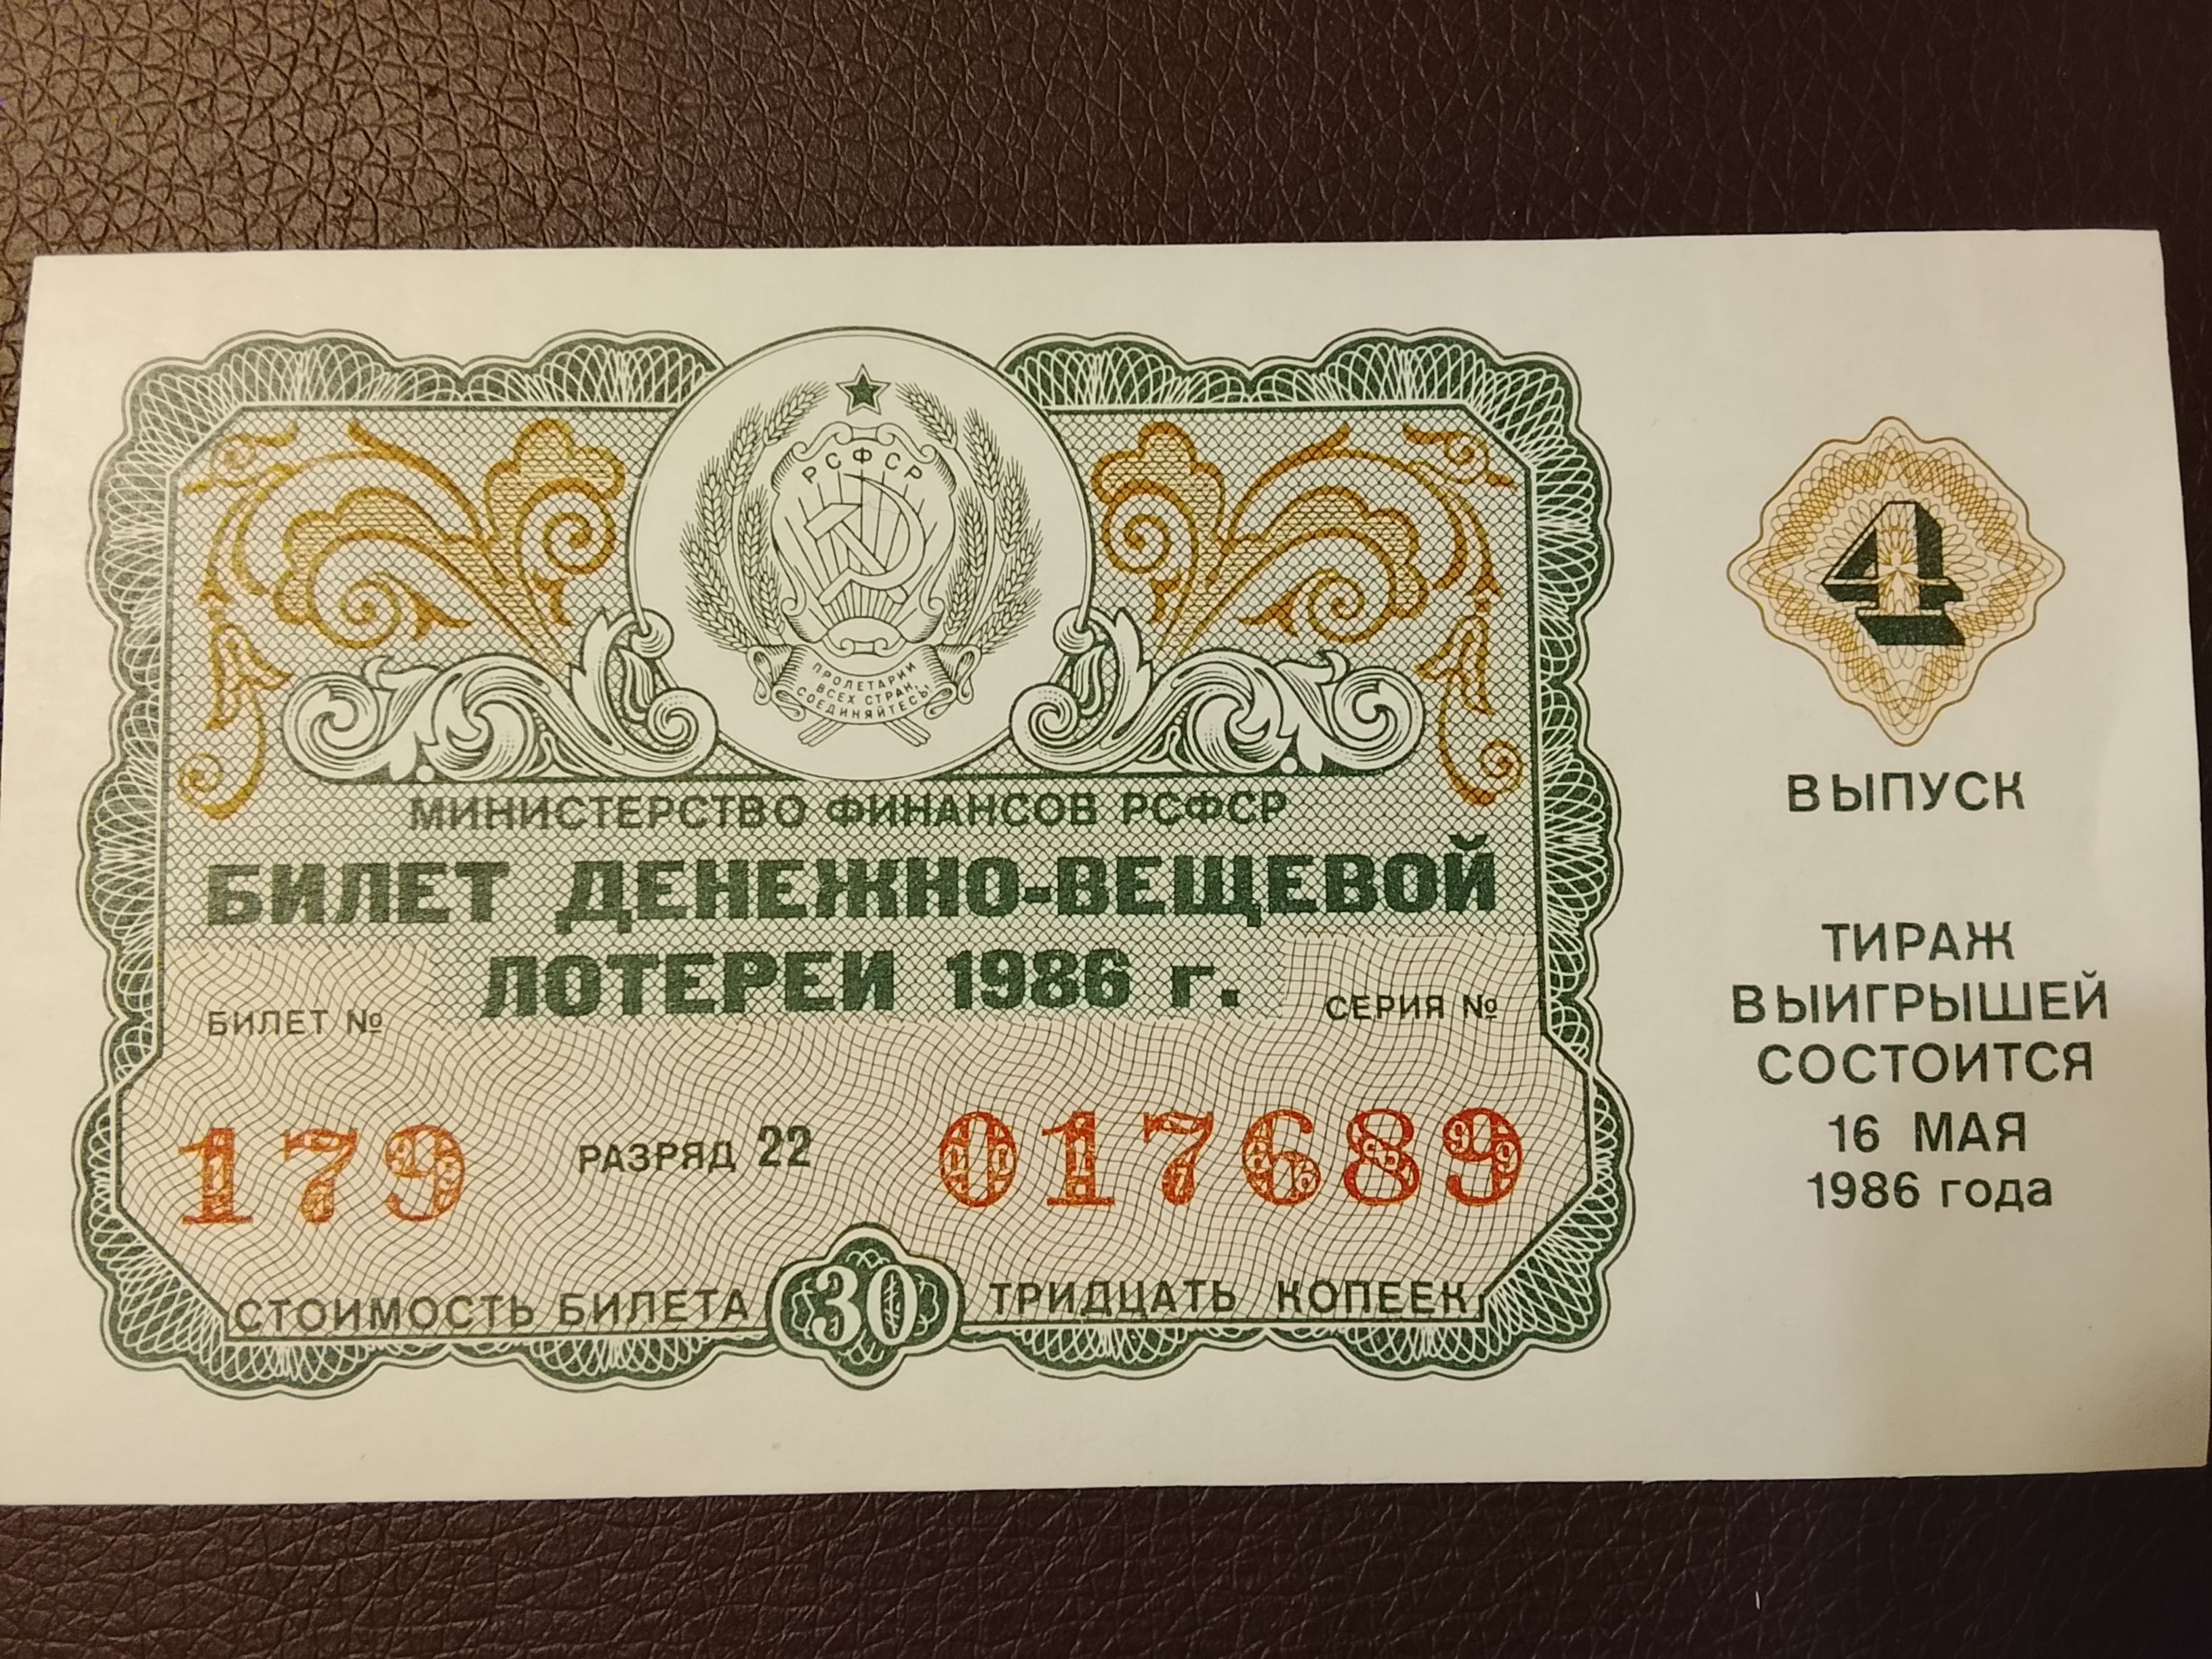 РСФСР
ПРОЛЕТАРИИ
ВСЕХ СТРАН,
СОЕДИНЯЙТЕСЬ!
МИНИСТЕРСТВО ФИНАНСОВ РСФСР
БИЛЕТ ДЕНЕЖНО-ВЕЩЕВОЙ
ЛОТЕРЕИ 1986 г.
БИЛЕТ №
СЕРИЯ №
179
РАЗРЯД 22
017689
СТОИМОСТЬ БИЛЕТА 30 ТРИДЦАТЬ КОПЕЕК
4
ВЫПУСК
ТИРАЖ
ВЫИГРЫШЕЙ
СОСТОИТСЯ
16 МАЯ
1986 года